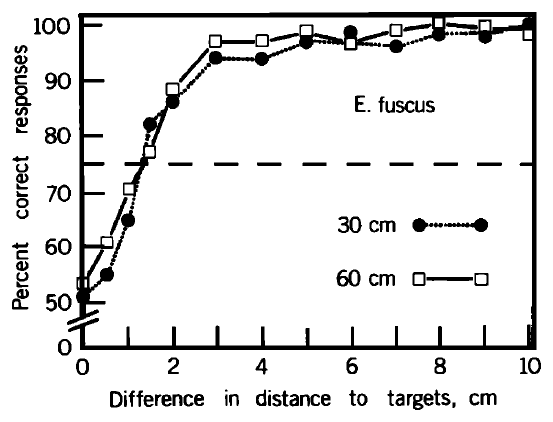 100
90
80
70
60
50
0
Percent correct responses
E. fuscus
30 cm
60 cm
0 2 4 6 8 10
Difference in distance to targets, cm